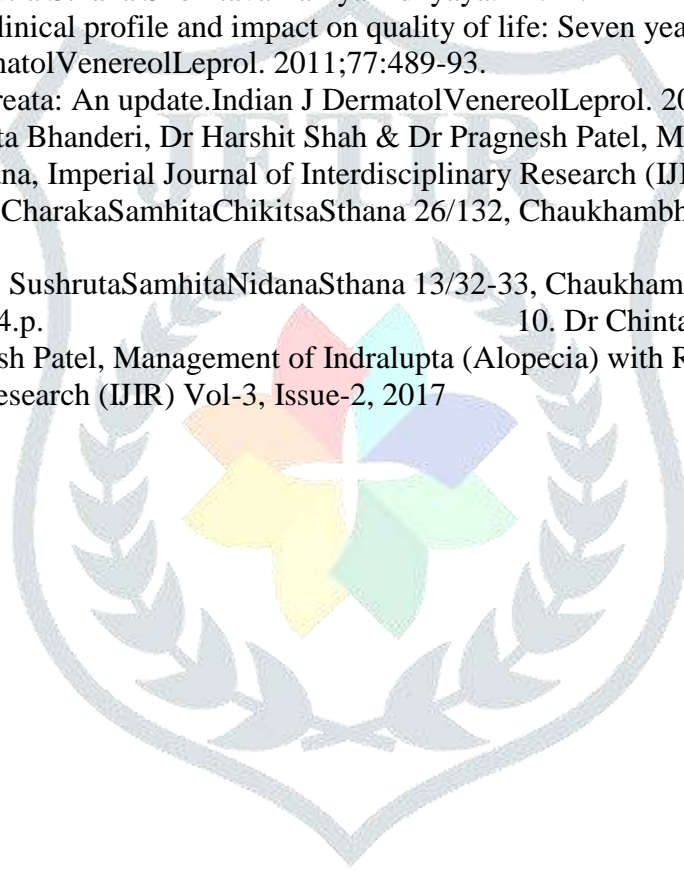 linical profile and impact on quality of life: Seven yea
natolVenereolLeprol. 2011;77:489-93.
reata: An update.Indian J DermatolVenereolLeprol. 20
ta Bhanderi, Dr Harshit Shah & Dr Pragnesh Patel, M
ana, Imperial Journal of Interdisciplinary Research (IJI
CharakaSamhitaChikitsaSthana 26/132, Chaukhambh
SushrutaSamhitaNidanaSthana 13/32-33, Chaukham
4.p. 10. Dr Chinta
sh Patel, Management of Indralupta (Alopecia) with R
esearch (IJIR) Vol-3, Issue-2, 2017
JETIR